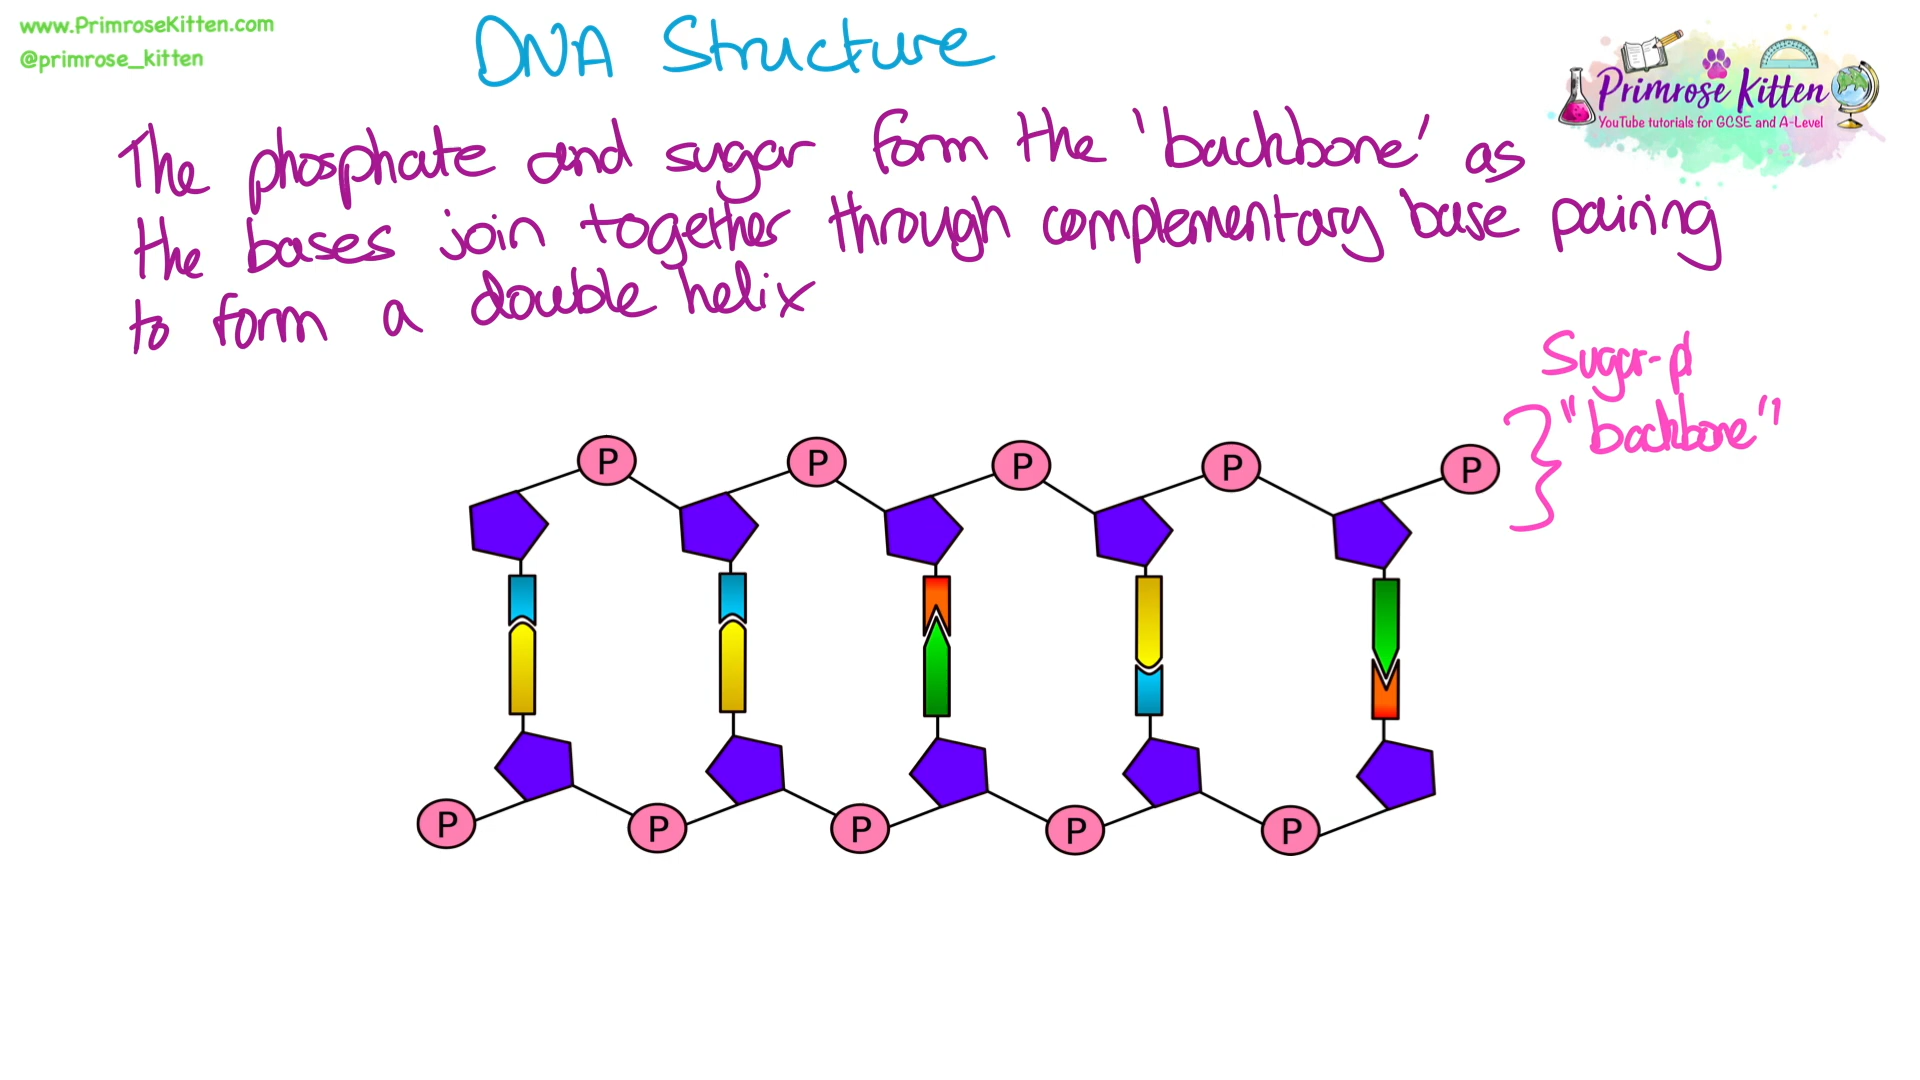 www.PrimroseKitten.com
@primrose_kitten
DNA Structure
Primrose Kitten
YouTube tutorials for GCSE and A-Level
The phosphate and sugar form the 'backbone' as
the bases join together through complementary base pairing
to form a double helix
Sugar-p
"backbone"
P P P P P
P P P P P